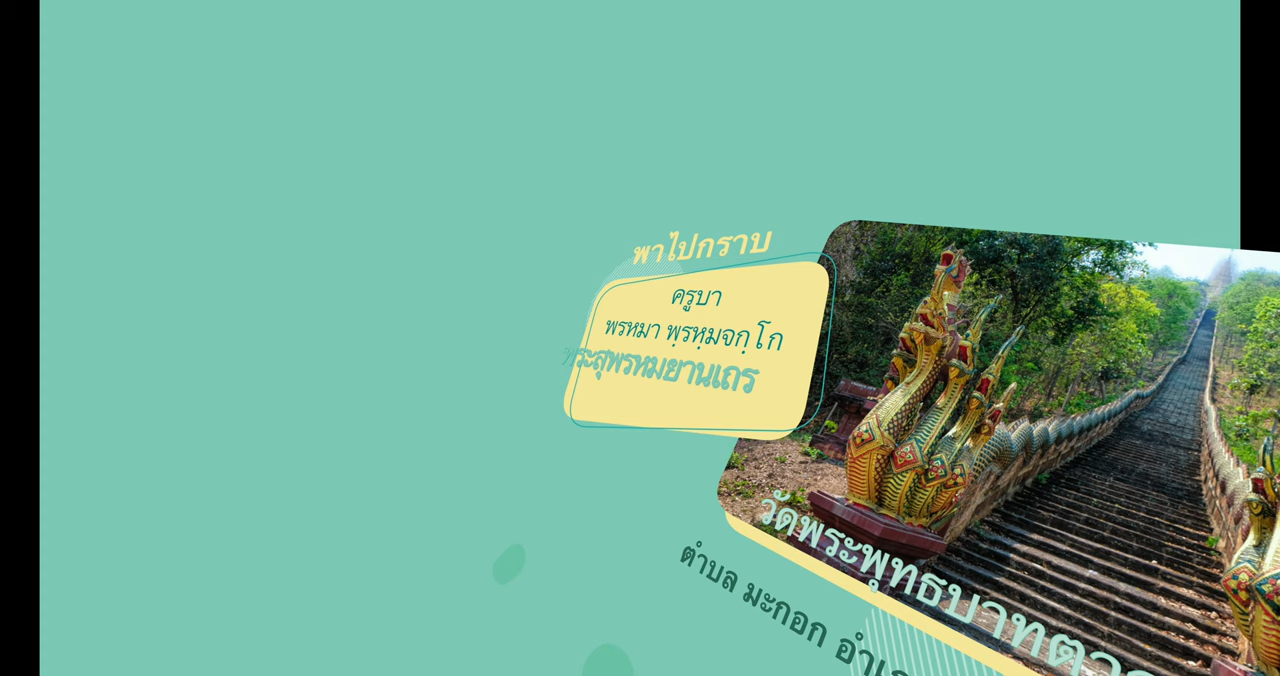 พาไปกราบ
ครูบา
พรหมา พฺรหฺมจกฺโก
พระสุพรหมยานเถร
วัดพระพุทธบาทตา
ตำบล มะกอก อำเ